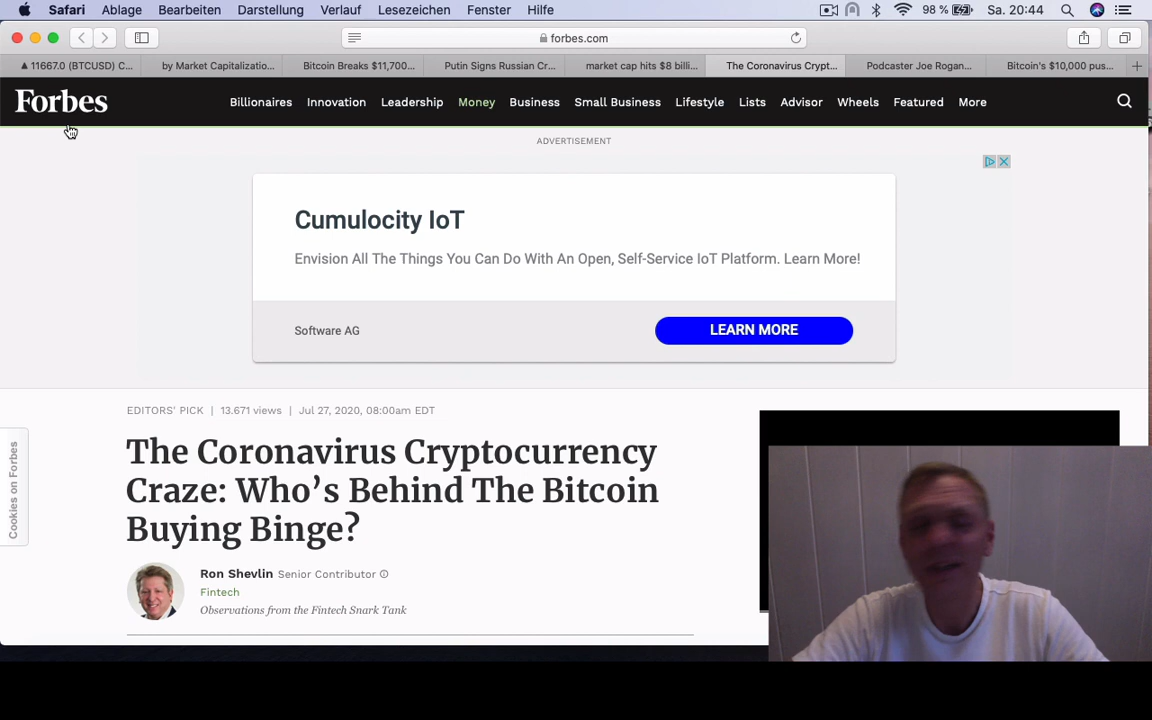 Safari Ablage Bearbeiten Darstellung Verlauf Lesezeichen Fenster Hilfe 98 % Sa. 20:44
forbes.com
▲ 11667.0 (BTCUSD) C... by Market Capitalizatio... Bitcoin Breaks $11,700... Putin Signs Russian Cr... market cap hits $8 billi... The Coronavirus Crypt... Podcaster Joe Rogan... Bitcoin's $10,000 pus...
Forbes Billionaires Innovation Leadership Money Business Small Business Lifestyle Lists Advisor Wheels Featured More
ADVERTISEMENT
Cumulocity IoT
Envision All The Things You Can Do With An Open, Self-Service IoT Platform. Learn More!
Software AG LEARN MORE
EDITORS' PICK | 13.671 views | Jul 27, 2020, 08:00am EDT
The Coronavirus Cryptocurrency
Craze: Who’s Behind The Bitcoin
Buying Binge?
Ron Shevlin Senior Contributor
Fintech
Observations from the Fintech Snark Tank
Cookies on Forbes